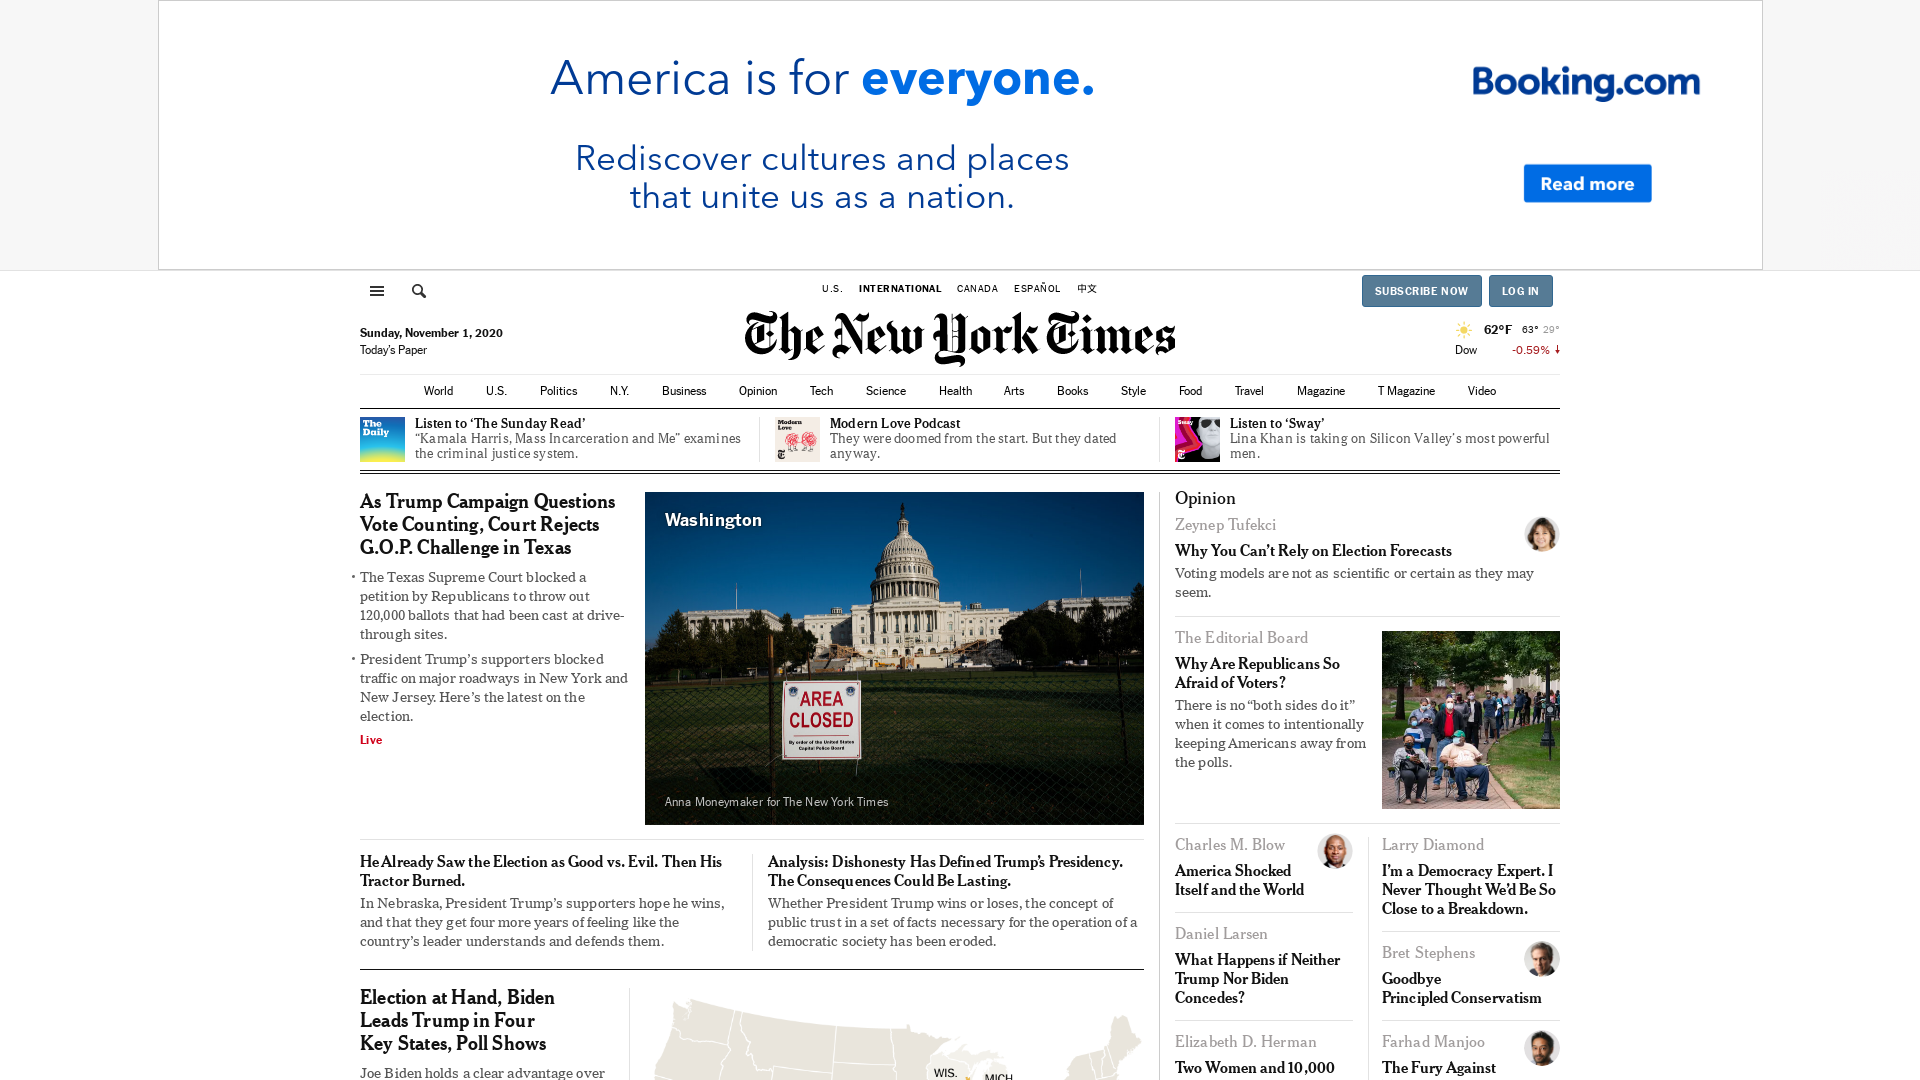 America is for everyone.
Booking.com
Rediscover cultures and places
that unite us as a nation.
Read more
U.S.
INTERNATIONAL
CANADA
ESPAÑOL
中文
SUBSCRIBE NOW
LOG IN
Sunday, November 1, 2020
Today's Paper
The New York Times
62°F 63° 29°
Dow -0.59% ↓
World
U.S.
Politics
N.Y.
Business
Opinion
Tech
Science
Health
Arts
Books
Style
Food
Travel
Magazine
T Magazine
Video
The
Daily
Listen to ‘The Sunday Read’
“Kamala Harris, Mass Incarceration and Me” examines
the criminal justice system.
Modern
Love
Modern Love Podcast
They were doomed from the start. But they dated
anyway.
Sway
Listen to ‘Sway’
Lina Khan is taking on Silicon Valley’s most powerful
men.
As Trump Campaign Questions
Vote Counting, Court Rejects
G.O.P. Challenge in Texas
• The Texas Supreme Court blocked a
petition by Republicans to throw out
120,000 ballots that had been cast at drive-
through sites.
• President Trump’s supporters blocked
traffic on major roadways in New York and
New Jersey. Here’s the latest on the
election.
Live
Washington
AREA
CLOSED
By order of the United States
Capitol Police Board
Anna Moneymaker for The New York Times
He Already Saw the Election as Good vs. Evil. Then His
Tractor Burned.
In Nebraska, President Trump’s supporters hope he wins,
and that they get four more years of feeling like the
country’s leader understands and defends them.
Analysis: Dishonesty Has Defined Trump’s Presidency.
The Consequences Could Be Lasting.
Whether President Trump wins or loses, the concept of
public trust in a set of facts necessary for the operation of a
democratic society has been eroded.
Election at Hand, Biden
Leads Trump in Four
Key States, Poll Shows
Joe Biden holds a clear advantage over
WIS.
MICH
Opinion
Zeynep Tufekci
Why You Can’t Rely on Election Forecasts
Voting models are not as scientific or certain as they may
seem.
The Editorial Board
Why Are Republicans So
Afraid of Voters?
There is no “both sides do it”
when it comes to intentionally
keeping Americans away from
the polls.
Charles M. Blow
America Shocked
Itself and the World
Daniel Larsen
What Happens if Neither
Trump Nor Biden
Concedes?
Elizabeth D. Herman
Two Women and 10,000
Larry Diamond
I’m a Democracy Expert. I
Never Thought We’d Be So
Close to a Breakdown.
Bret Stephens
Goodbye
Principled Conservatism
Farhad Manjoo
The Fury Against